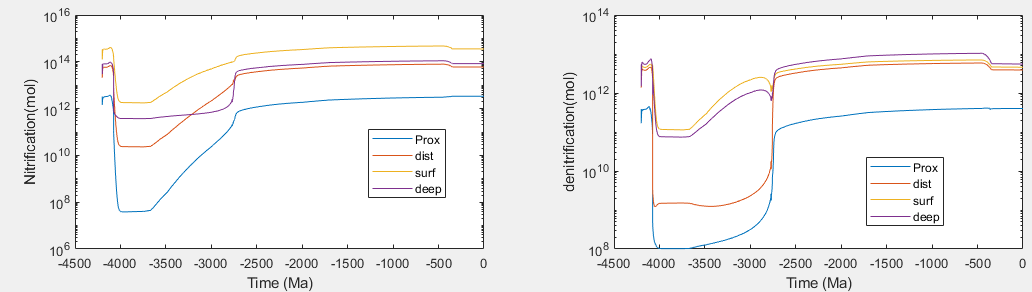 Nitrification(mol)
10^16
10^14
10^12
10^10
10^8
10^6
-4500 -4000 -3500 -3000 -2500 -2000 -1500 -1000 -500 0
Time (Ma)
Prox
dist
surf
deep
denitrification(mol)
10^14
10^12
10^10
10^8
-4500 -4000 -3500 -3000 -2500 -2000 -1500 -1000 -500 0
Time (Ma)
Prox
dist
surf
deep